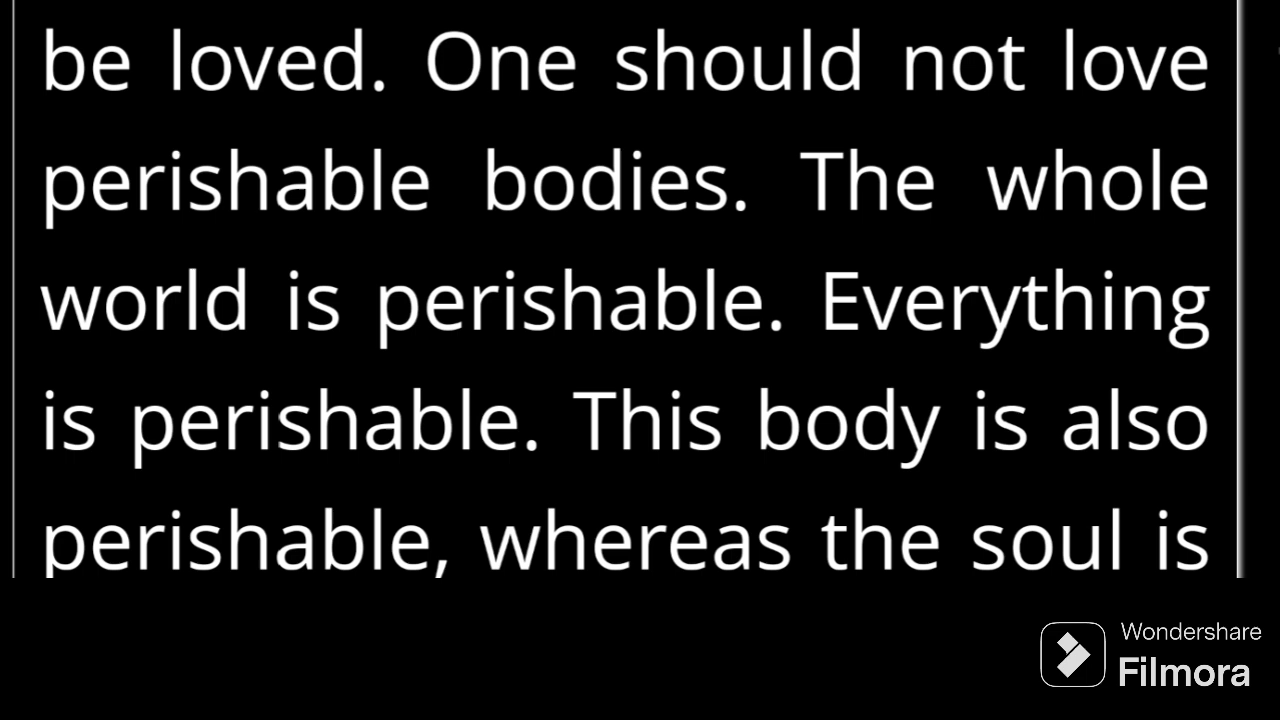 be loved. One should not love
perishable bodies. The whole
world is perishable. Everything
is perishable. This body is also
perishable, whereas the soul is
Wondershare
Filmora